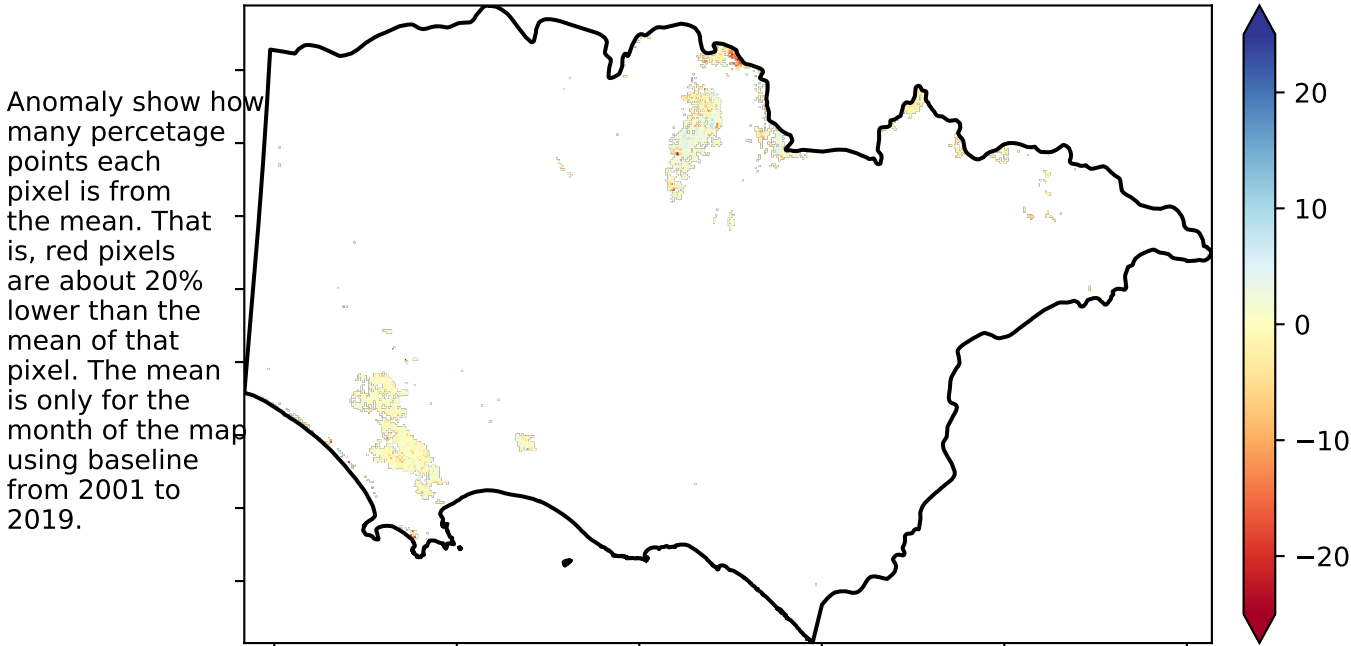 Anomaly show how
many percetage
points each
pixel is from
the mean. That
is, red pixels
are about 20%
lower than the
mean of that
pixel. The mean
is only for the
month of the map
using baseline
from 2001 to
2019.
20
10
0
−10
−20